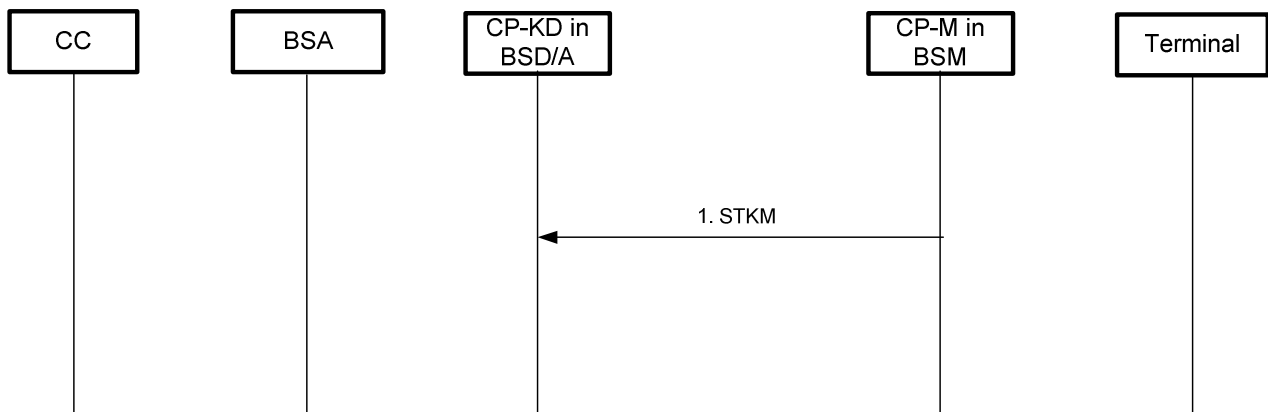 CC
BSA
CP-KD in
BSD/A
CP-M in
BSM
Terminal
1. STKM